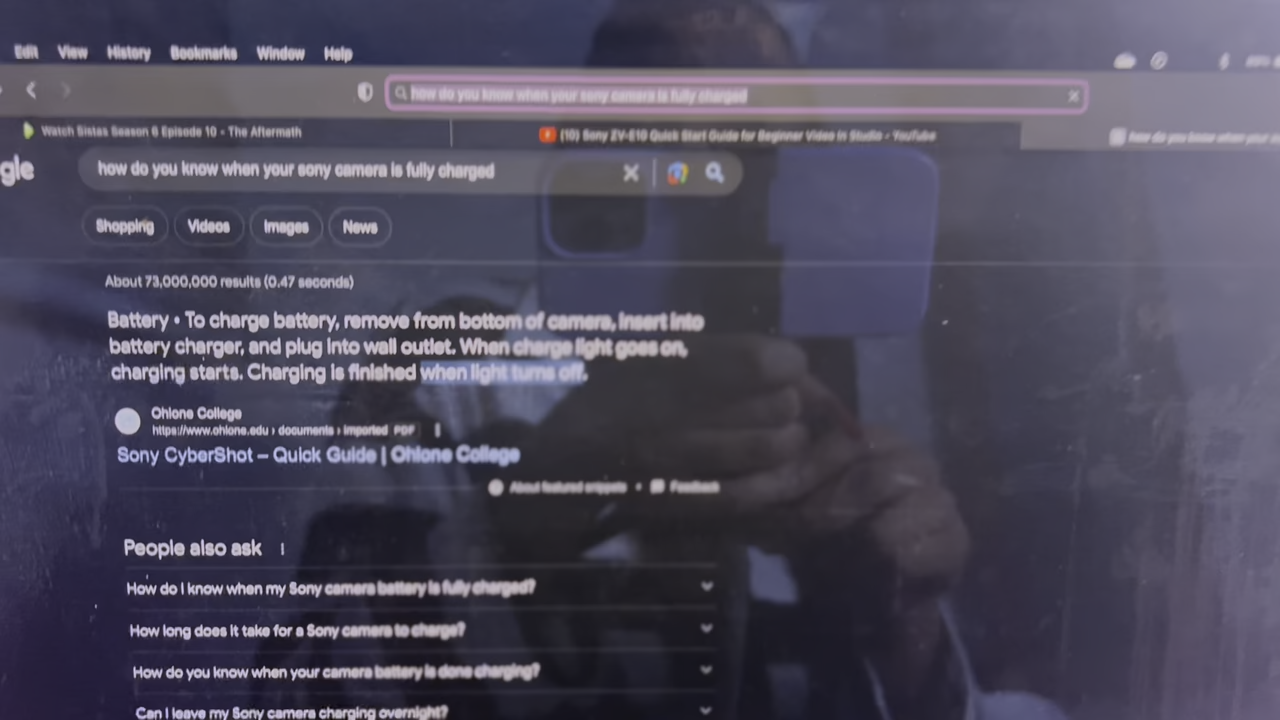 Edit View History Bookmarks Window Help
how do you know when your sony camera is fully charged
Watch Sistas Season 6 Episode 10 - The Aftermath
(10) Sony ZV-E10 Quick Start Guide for Beginner Video in Studio - YouTube
how do you know when your
gle
how do you know when your sony camera is fully charged
Shopping Videos Images News
About 73,000,000 results (0.47 seconds)
Battery • To charge battery, remove from bottom of camera, insert into
battery charger, and plug into wall outlet. When charge light goes on,
charging starts. Charging is finished when light turns off.
Ohlone College
https://www.ohlone.edu › documents › imported PDF
Sony CyberShot – Quick Guide | Ohlone College
About featured snippets • Feedback
People also ask
How do I know when my Sony camera battery is fully charged?
How long does it take for a Sony camera to charge?
How do you know when your camera battery is done charging?
Can I leave my Sony camera charging overnight?